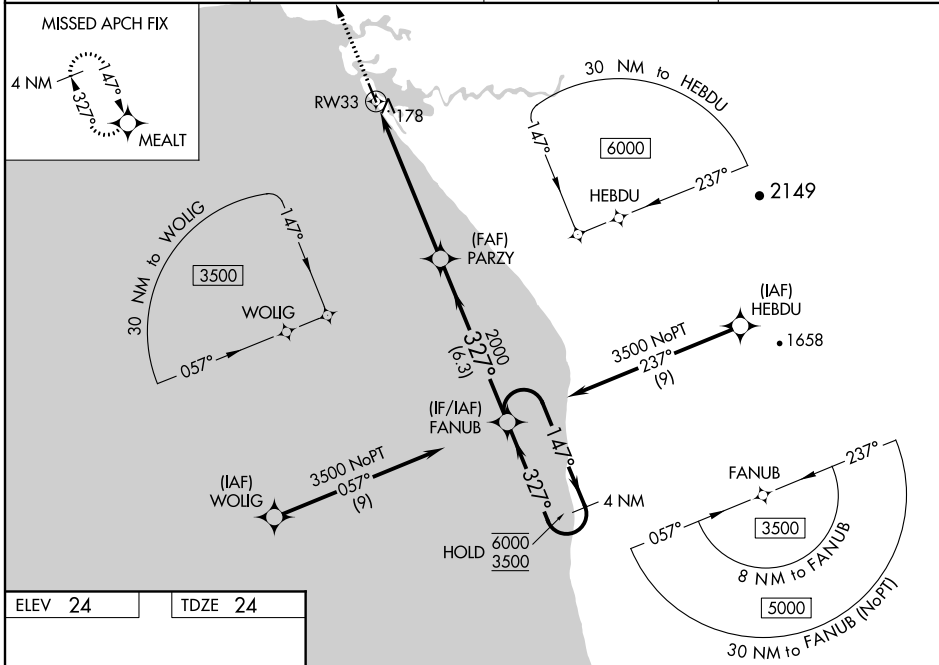 MISSED APCH FIX
4 NM
147°
327°
MEALT
RW33
178
30 NM to HEBDU
147°
6000
HEBDU
237°
2149
30 NM to WOLIG
147°
3500
WOLIG
057°
(FAF)
PARZY
(IAF)
HEBDU
1658
3500 NoPT
237°
(9)
2000
327°
(6.3)
(IF/IAF)
FANUB
147°
327°
4 NM
HOLD
6000
3500
(IAF)
WOLIG
3500 NoPT
057°
(9)
FANUB
237°
057°
3500
8 NM to FANUB
5000
30 NM to FANUB (NoPT)
ELEV 24
TDZE 24